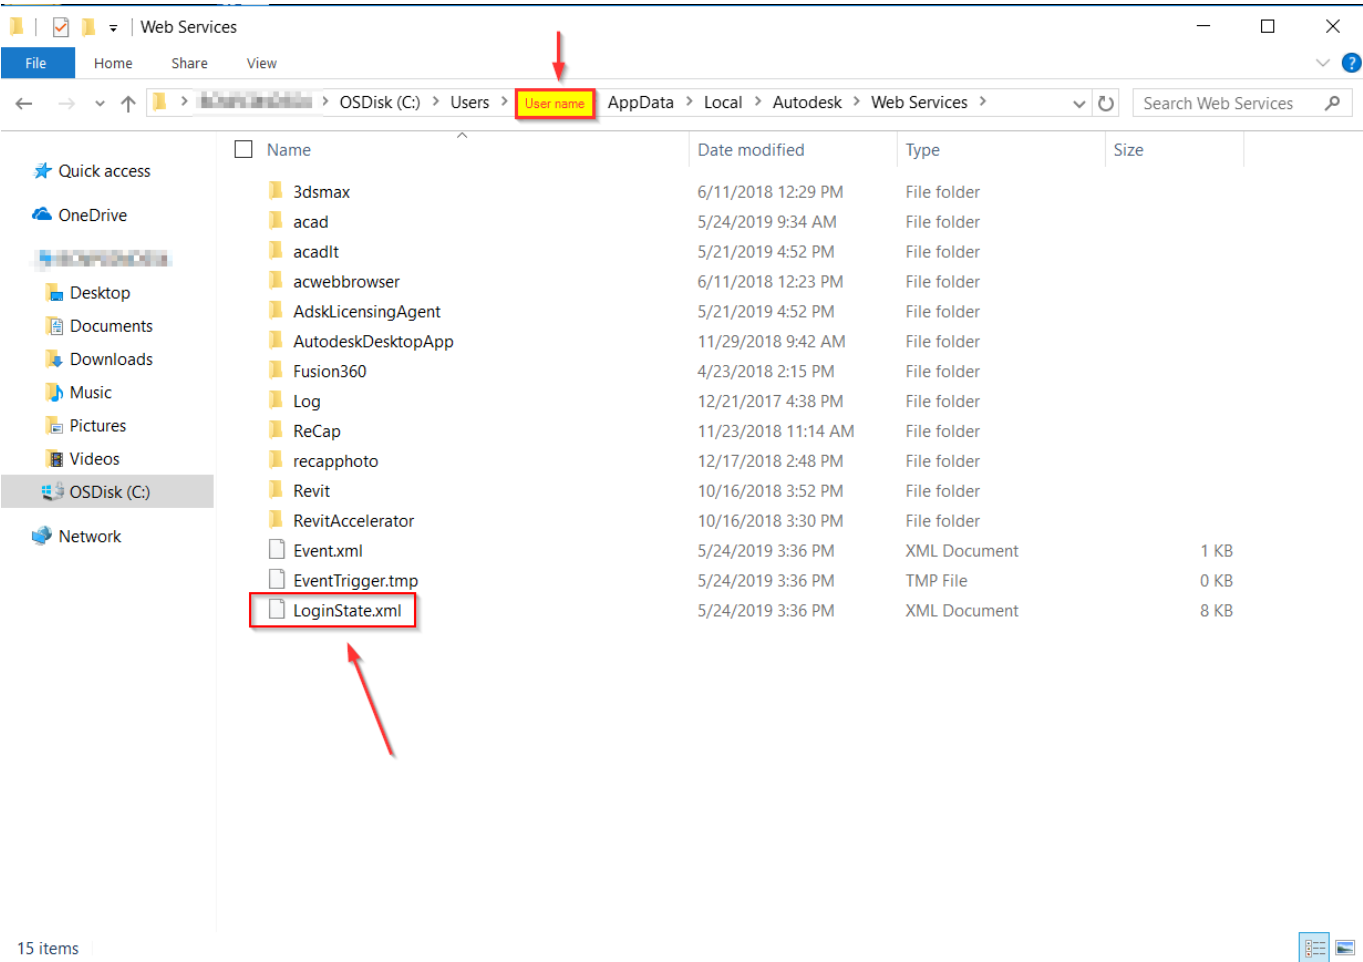 Web Services
File Home Share View
OSDisk (C:) Users User name AppData Local Autodesk Web Services Search Web Services
Name Date modified Type Size
Quick access
OneDrive
Desktop
Documents
Downloads
Music
Pictures
Videos
OSDisk (C:)
Network
3dsmax 6/11/2018 12:29 PM File folder
acad 5/24/2019 9:34 AM File folder
acadlt 5/21/2019 4:52 PM File folder
acwebbrowser 6/11/2018 12:23 PM File folder
AdskLicensingAgent 5/21/2019 4:52 PM File folder
AutodeskDesktopApp 11/29/2018 9:42 AM File folder
Fusion360 4/23/2018 2:15 PM File folder
Log 12/21/2017 4:38 PM File folder
ReCap 11/23/2018 11:14 AM File folder
recapphoto 12/17/2018 2:48 PM File folder
Revit 10/16/2018 3:52 PM File folder
RevitAccelerator 10/16/2018 3:30 PM File folder
Event.xml 5/24/2019 3:36 PM XML Document 1 KB
EventTrigger.tmp 5/24/2019 3:36 PM TMP File 0 KB
LoginState.xml 5/24/2019 3:36 PM XML Document 8 KB
15 items